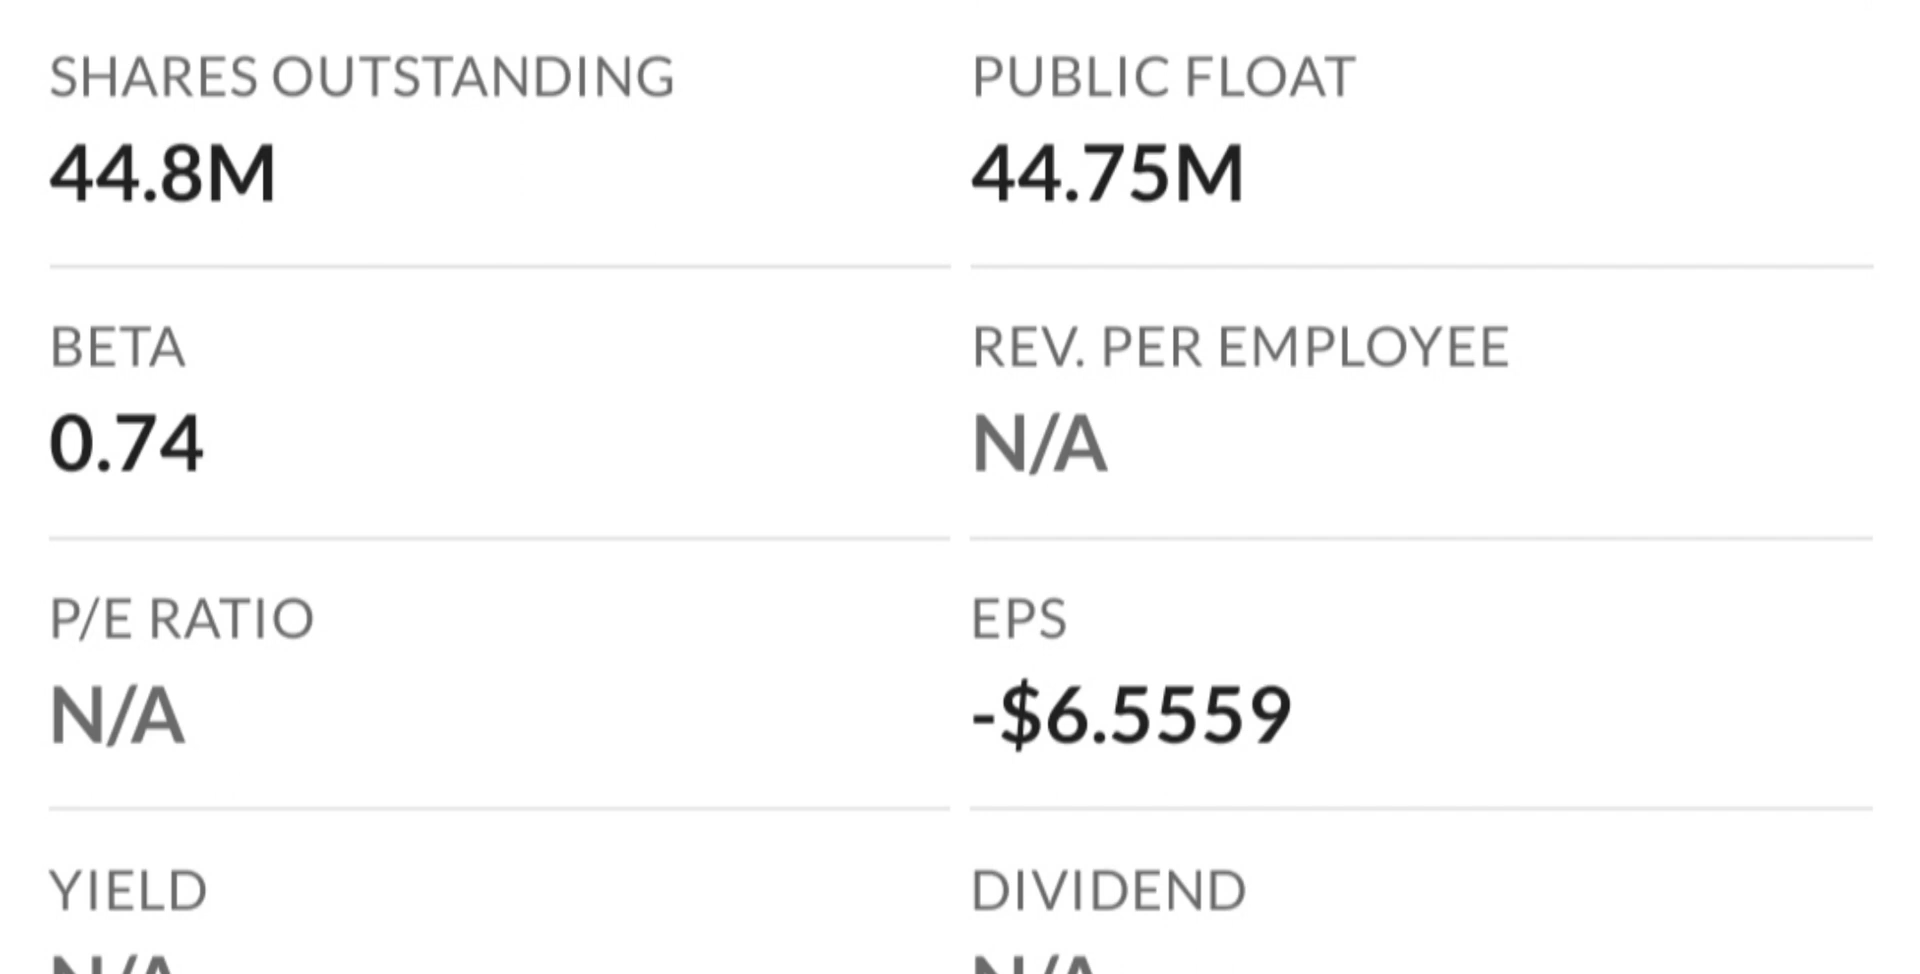 SHARES OUTSTANDING
44.8M
PUBLIC FLOAT
44.75M
BETA
0.74
REV. PER EMPLOYEE
N/A
P/E RATIO
N/A
EPS
-$6.5559
YIELD
N/A
DIVIDEND
N/A